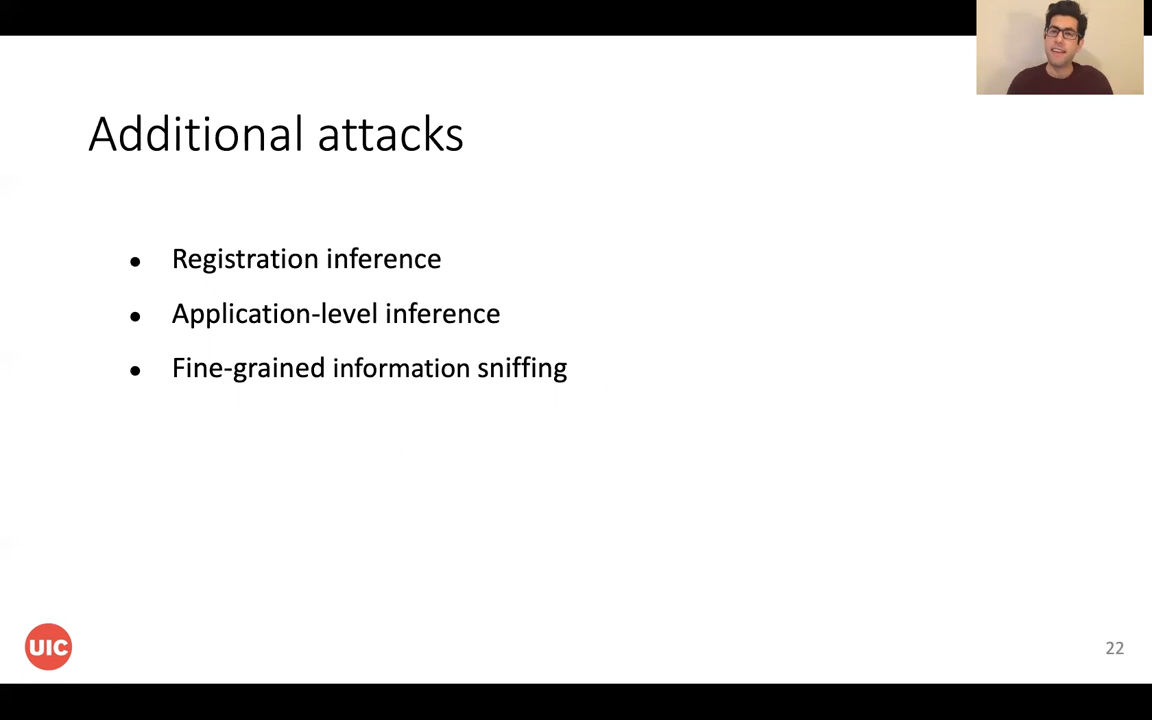 Additional attacks
● Registration inference
● Application-level inference
● Fine-grained information sniffing
UIC
22